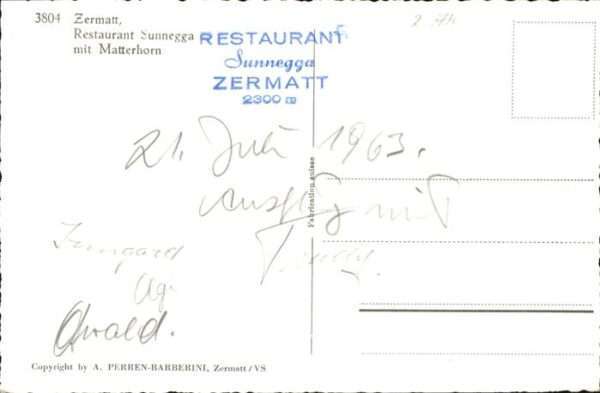 3804 Zermatt,
Restaurant Sunnegga
mit Matterhorn
RESTAURANT
Sunnegga
ZERMATT
2300 m
21. Juli 1963.
Ausflug mit
Irmgard
Oswald.
Fabrication suisse
Copyright by A. PERREN-BARBERINI, Zermatt/VS